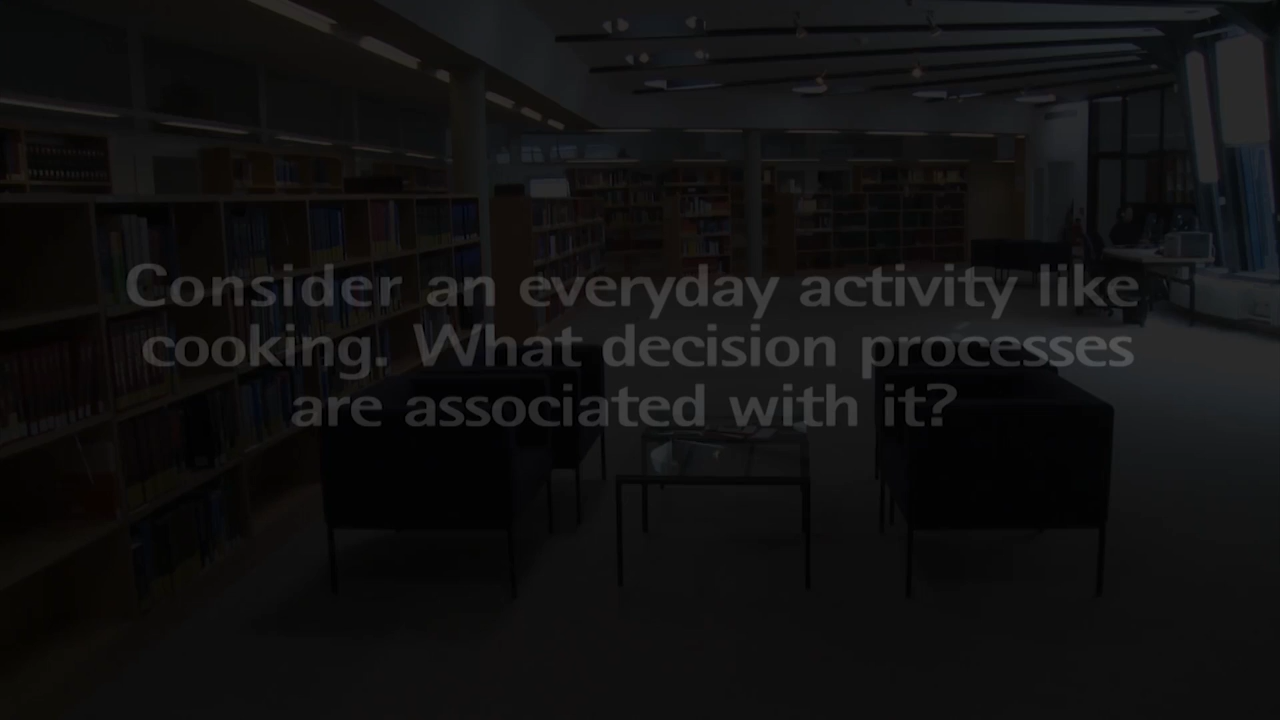 Consider an everyday activity like
cooking. What decision processes
are associated with it?